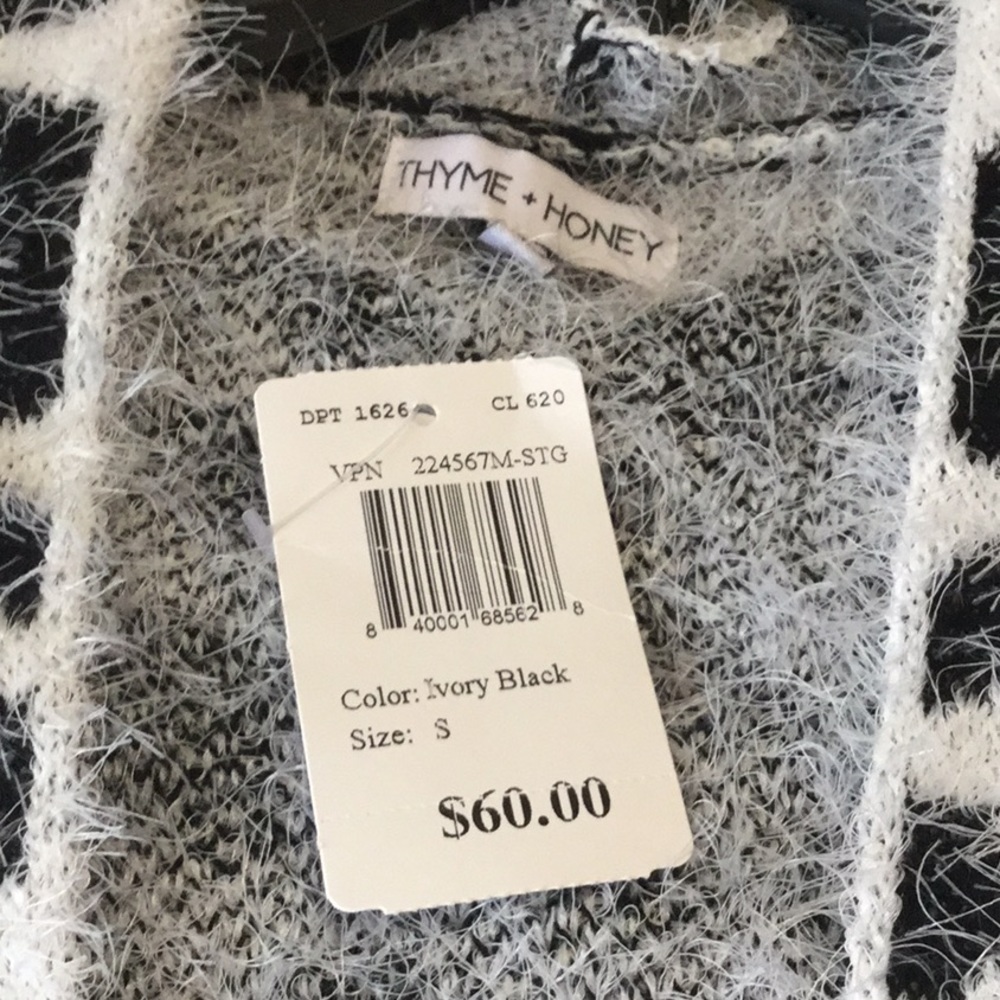 THYME + HONEY
DPT 1626 CL 620
VPN 224567M-STG
8 40001 68562 8
Color: Ivory Black
Size: S
$60.00